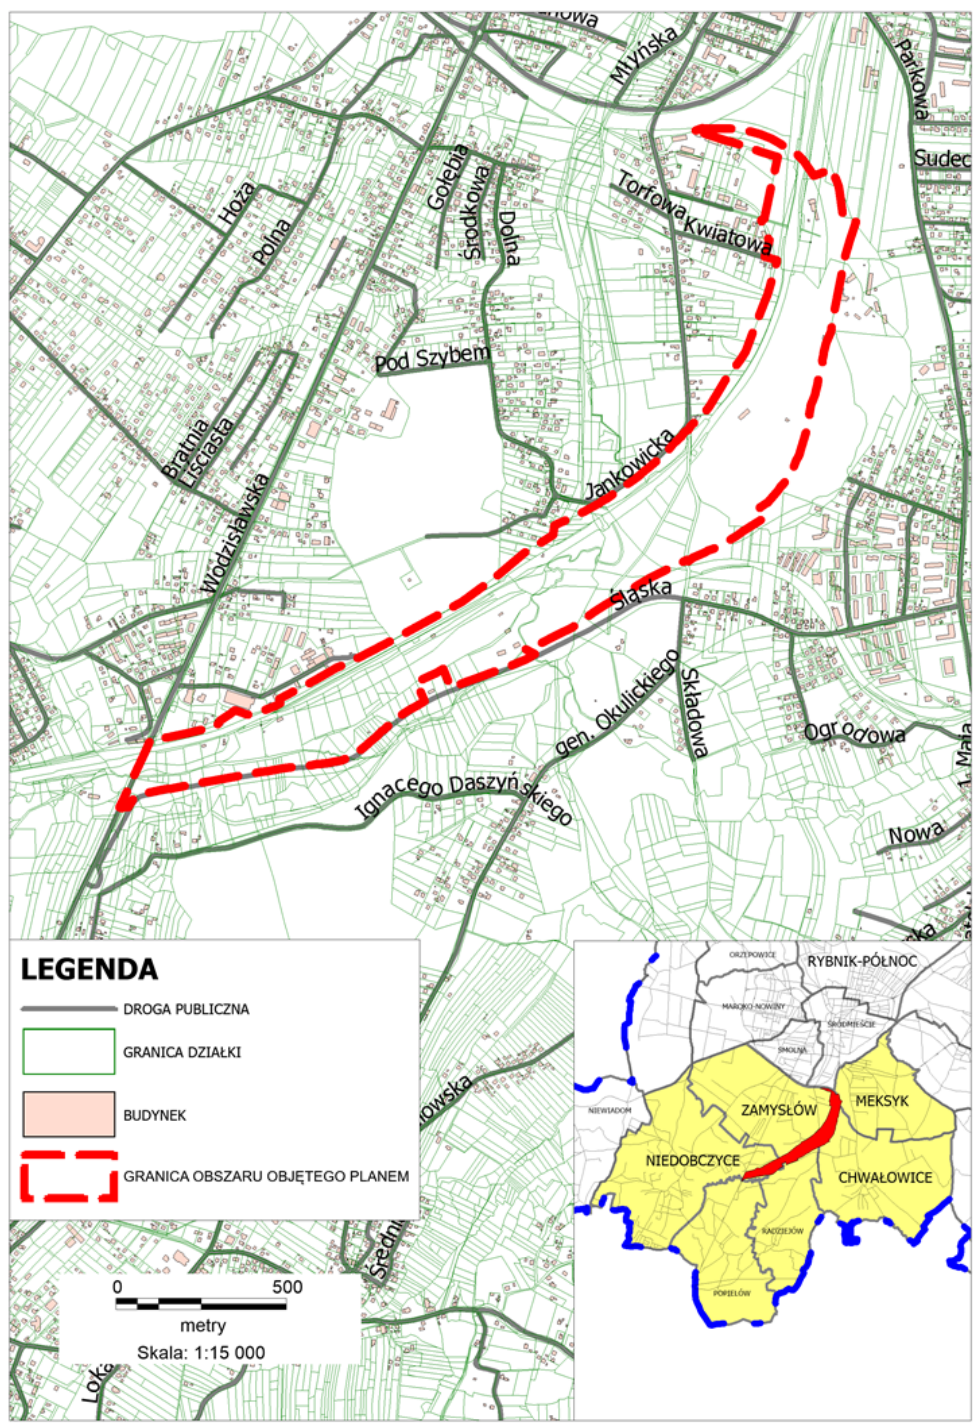 Młyńska
Parkowa
Sudec
Gołębia
Środkowa
Dolna
Hoża
Polna
Torfowa
Kwiatowa
Pod Szybem
Bratnia
Liściasta
Jankowicka
Wodzisławska
Śląska
gen. Okulickiego
Składowa
Ogrodowa
1 Maja
Ignacego Daszyńskiego
Nowa
LEGENDA
DROGA PUBLICZNA
GRANICA DZIAŁKI
BUDYNEK
GRANICA OBSZARU OBJĘTEGO PLANEM
0 500
metry
Skala: 1:15 000
ORZEPOWICE
RYBNIK-PÓŁNOC
MAROKO-NOWINY
ŚRÓDMIEŚCIE
SMOLNA
NIEWIADOM
ZAMYSŁÓW
MEKSYK
NIEDOBCZYCE
CHWAŁOWICE
RADZIEJÓW
POPIELÓW